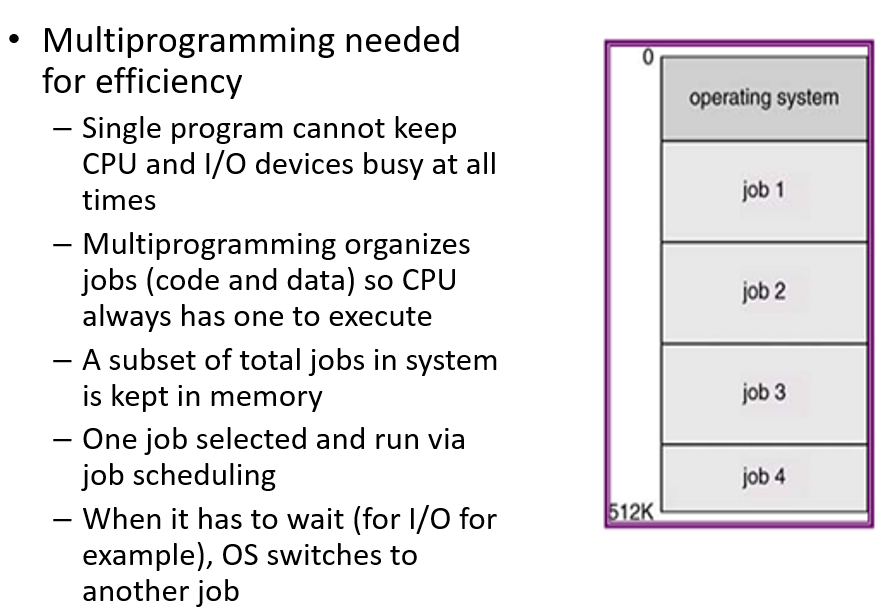 • Multiprogramming needed
for efficiency
– Single program cannot keep
CPU and I/O devices busy at all
times
– Multiprogramming organizes
jobs (code and data) so CPU
always has one to execute
– A subset of total jobs in system
is kept in memory
– One job selected and run via
job scheduling
– When it has to wait (for I/O for
example), OS switches to
another job
0
operating system
job 1
job 2
job 3
job 4
512K